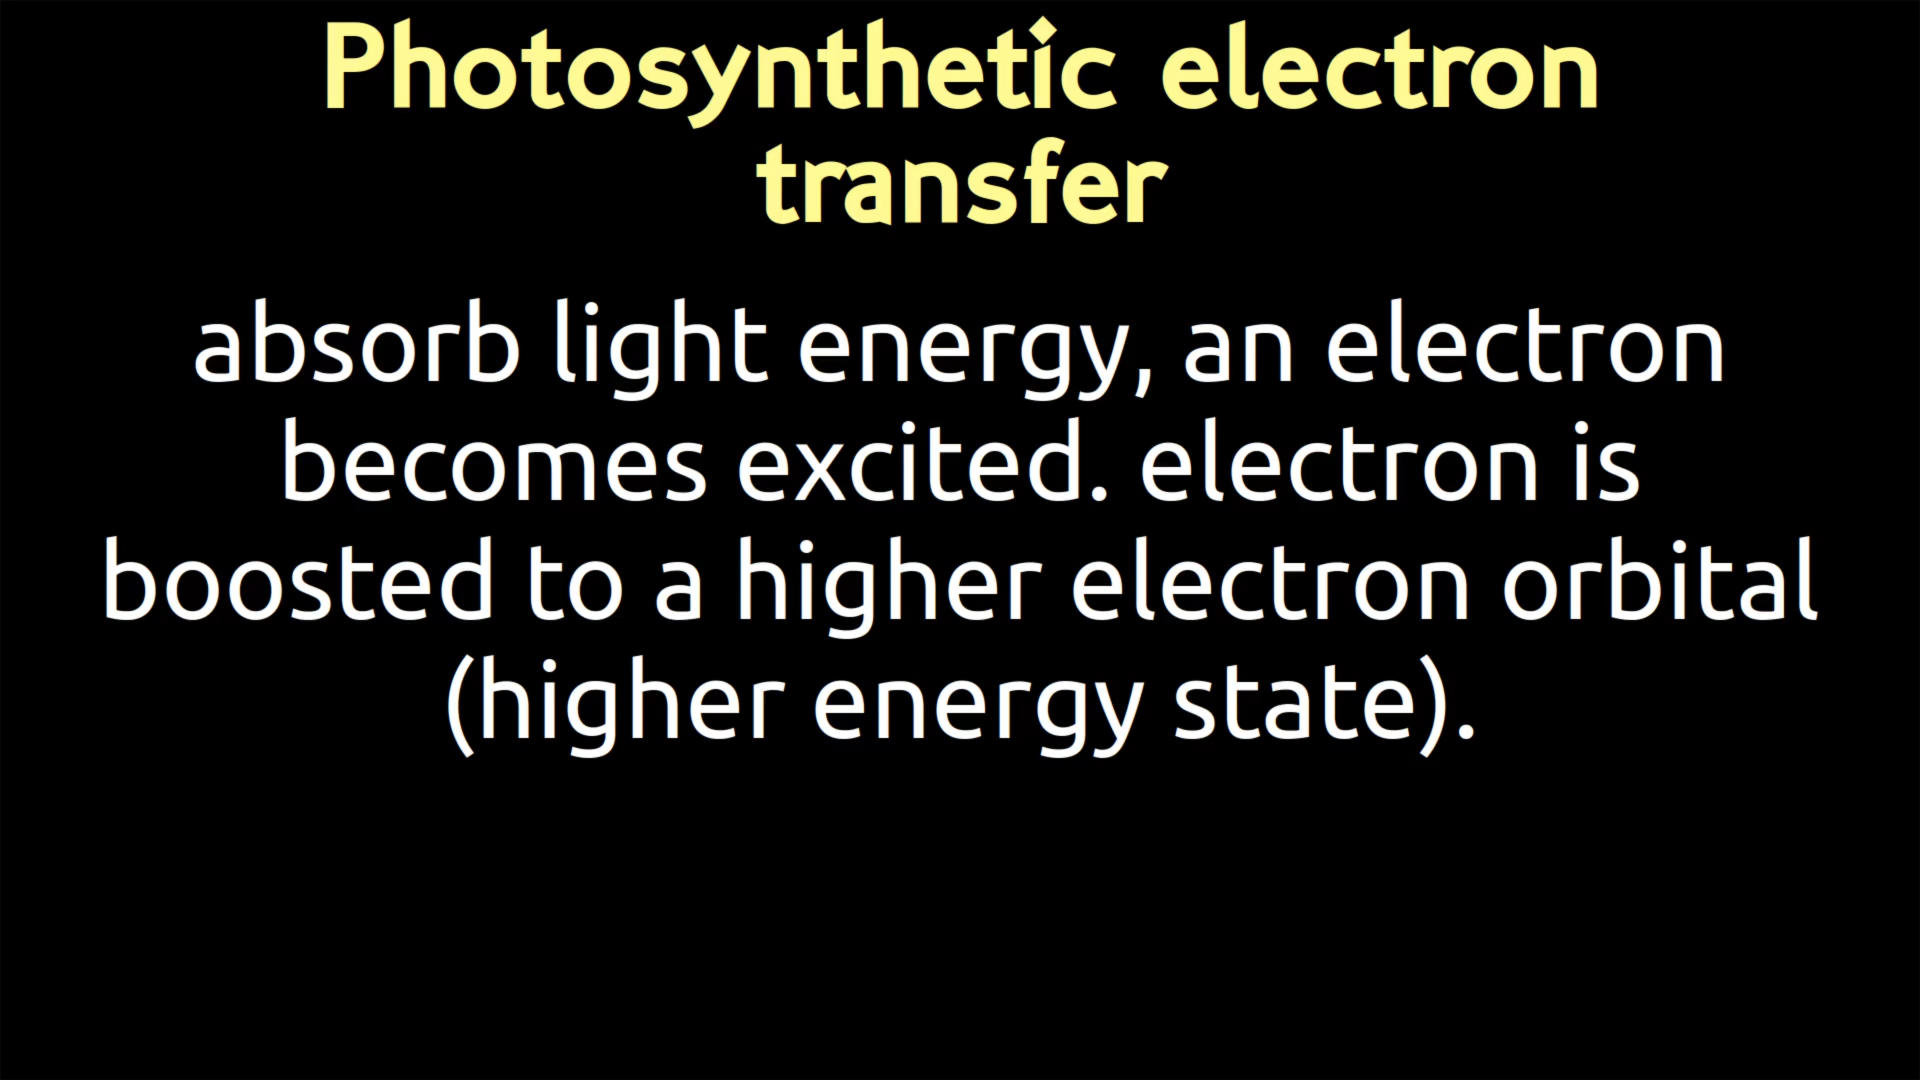 Photosynthetic electron
transfer
absorb light energy, an electron
becomes excited. electron is
boosted to a higher electron orbital
(higher energy state).